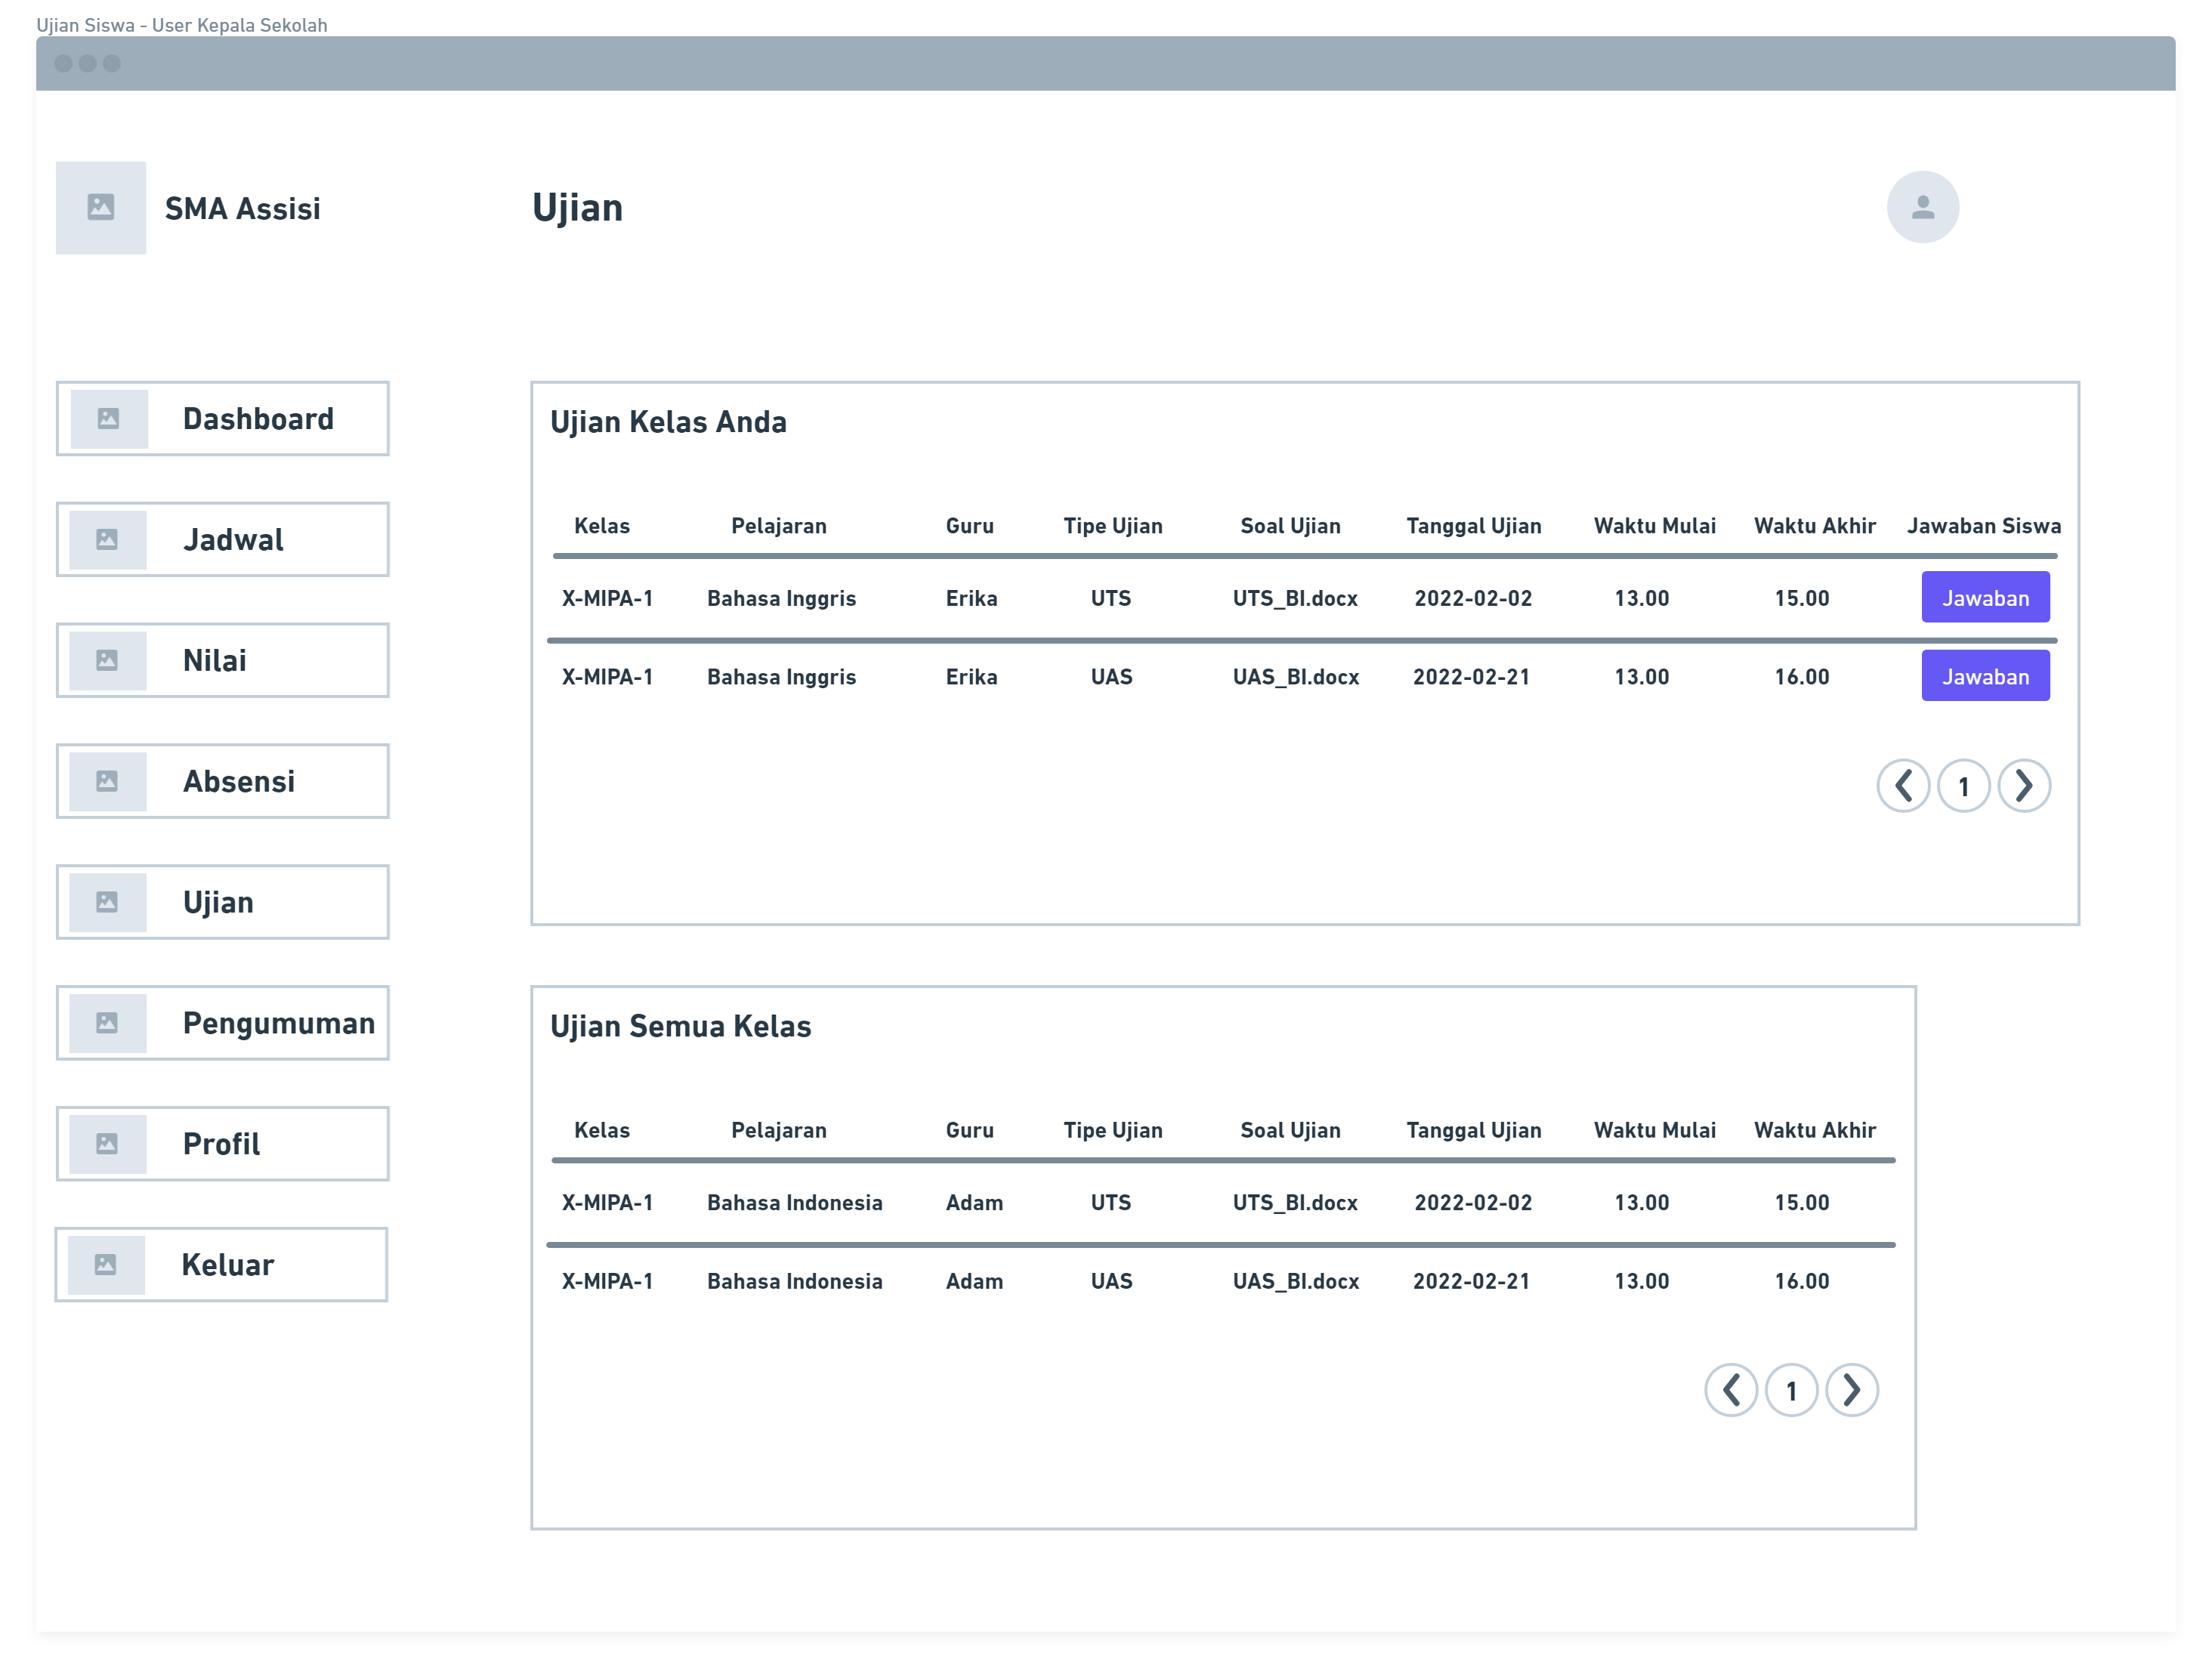 Ujian Siswa - User Kepala Sekolah
SMA Assisi
Ujian
Dashboard
Jadwal
Nilai
Absensi
Ujian
Pengumuman
Profil
Keluar
Ujian Kelas Anda
Kelas Pelajaran Guru Tipe Ujian Soal Ujian Tanggal Ujian Waktu Mulai Waktu Akhir Jawaban Siswa
X-MIPA-1 Bahasa Inggris Erika UTS UTS_BI.docx 2022-02-02 13.00 15.00 Jawaban
X-MIPA-1 Bahasa Inggris Erika UAS UAS_BI.docx 2022-02-21 13.00 16.00 Jawaban
1
Ujian Semua Kelas
Kelas Pelajaran Guru Tipe Ujian Soal Ujian Tanggal Ujian Waktu Mulai Waktu Akhir
X-MIPA-1 Bahasa Indonesia Adam UTS UTS_BI.docx 2022-02-02 13.00 15.00
X-MIPA-1 Bahasa Indonesia Adam UAS UAS_BI.docx 2022-02-21 13.00 16.00
1